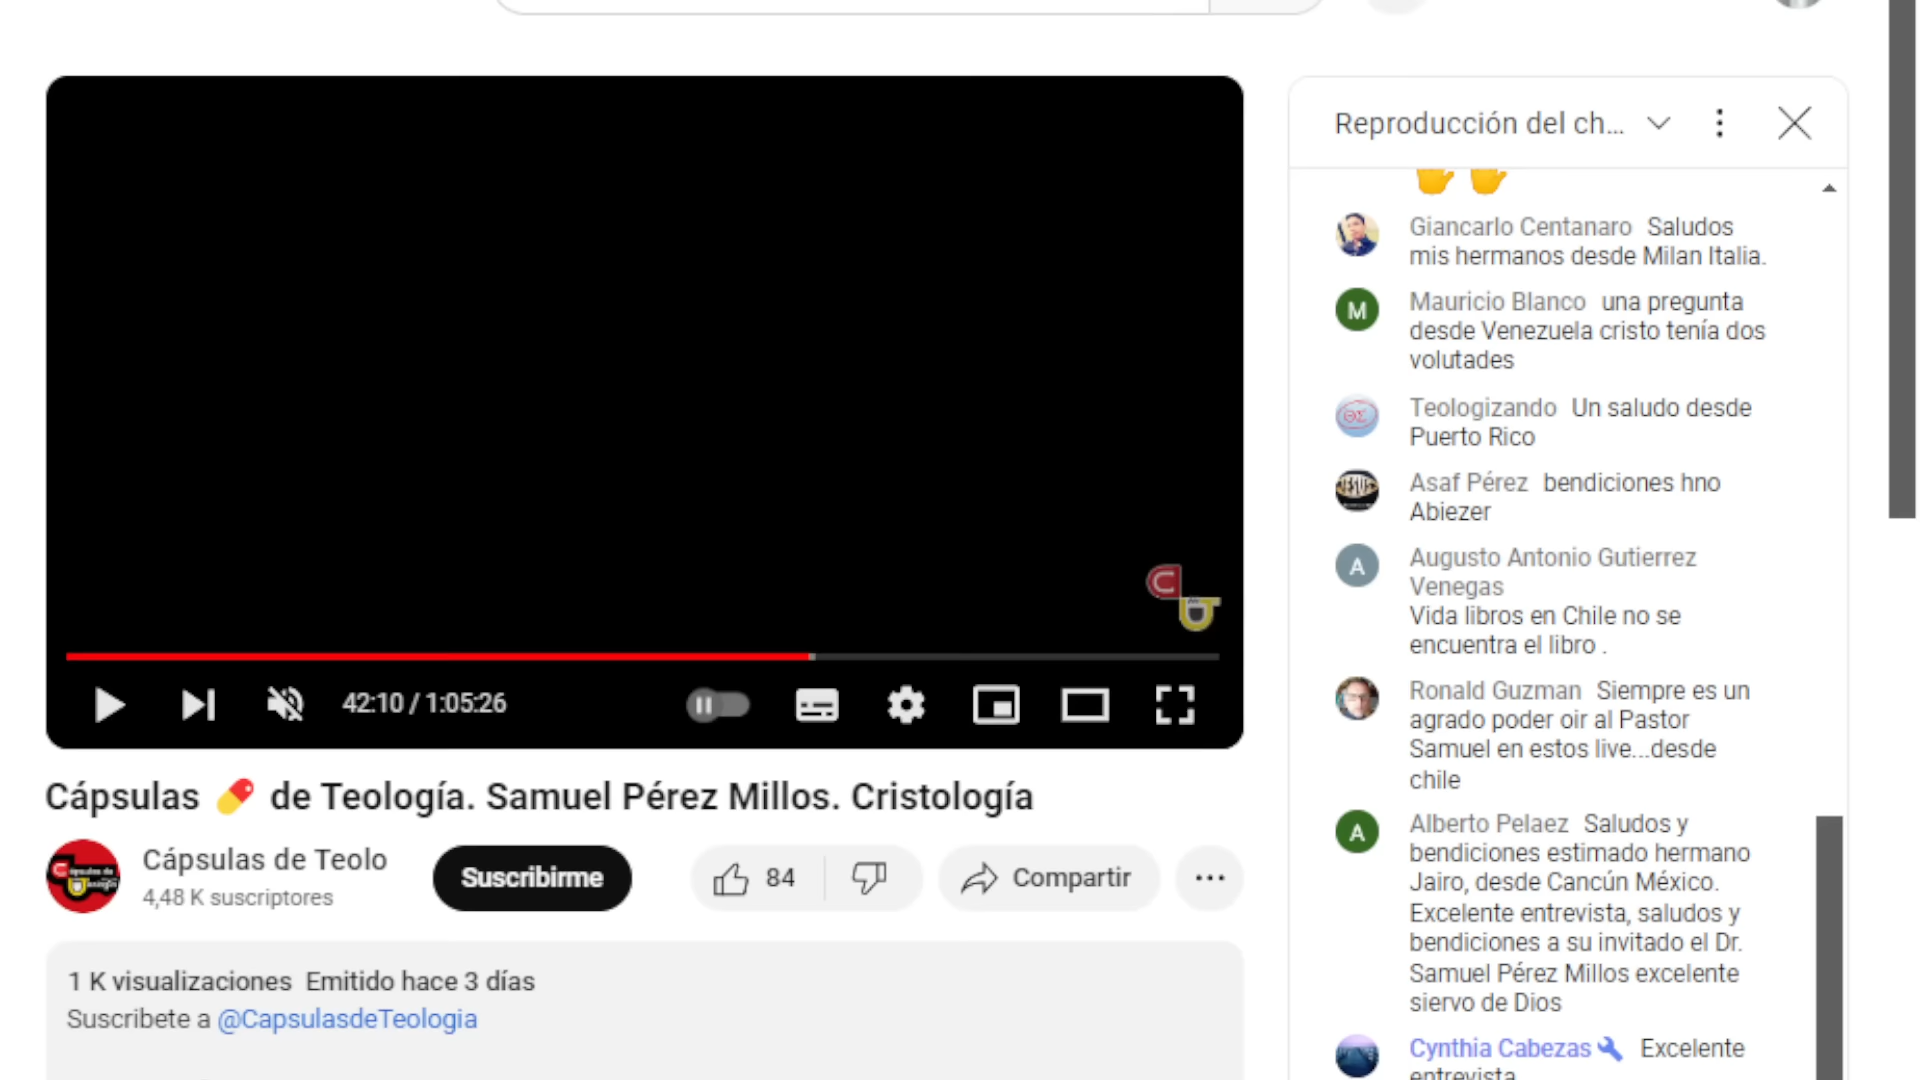 Reproducción del ch...
Giancarlo Centanaro Saludos
mis hermanos desde Milan Italia.
M
Mauricio Blanco una pregunta
desde Venezuela cristo tenía dos
volutades
Teologizando Un saludo desde
Puerto Rico
Asaf Pérez bendiciones hno
Abiezer
A
Augusto Antonio Gutierrez
Venegas
Vida libros en Chile no se
encuentra el libro .
Ronald Guzman Siempre es un
agrado poder oir al Pastor
Samuel en estos live...desde
chile
A
Alberto Pelaez Saludos y
bendiciones estimado hermano
Jairo, desde Cancún México.
Excelente entrevista, saludos y
bendiciones a su invitado el Dr.
Samuel Pérez Millos excelente
siervo de Dios
Cynthia Cabezas Excelente
entrevista
42:10 / 1:05:26
Cápsulas 💊 de Teología. Samuel Pérez Millos. Cristología
Cápsulas de Teolo
4,48 K suscriptores
Suscribirme
84
Compartir
1 K visualizaciones Emitido hace 3 días
Suscribete a @CapsulasdeTeologia